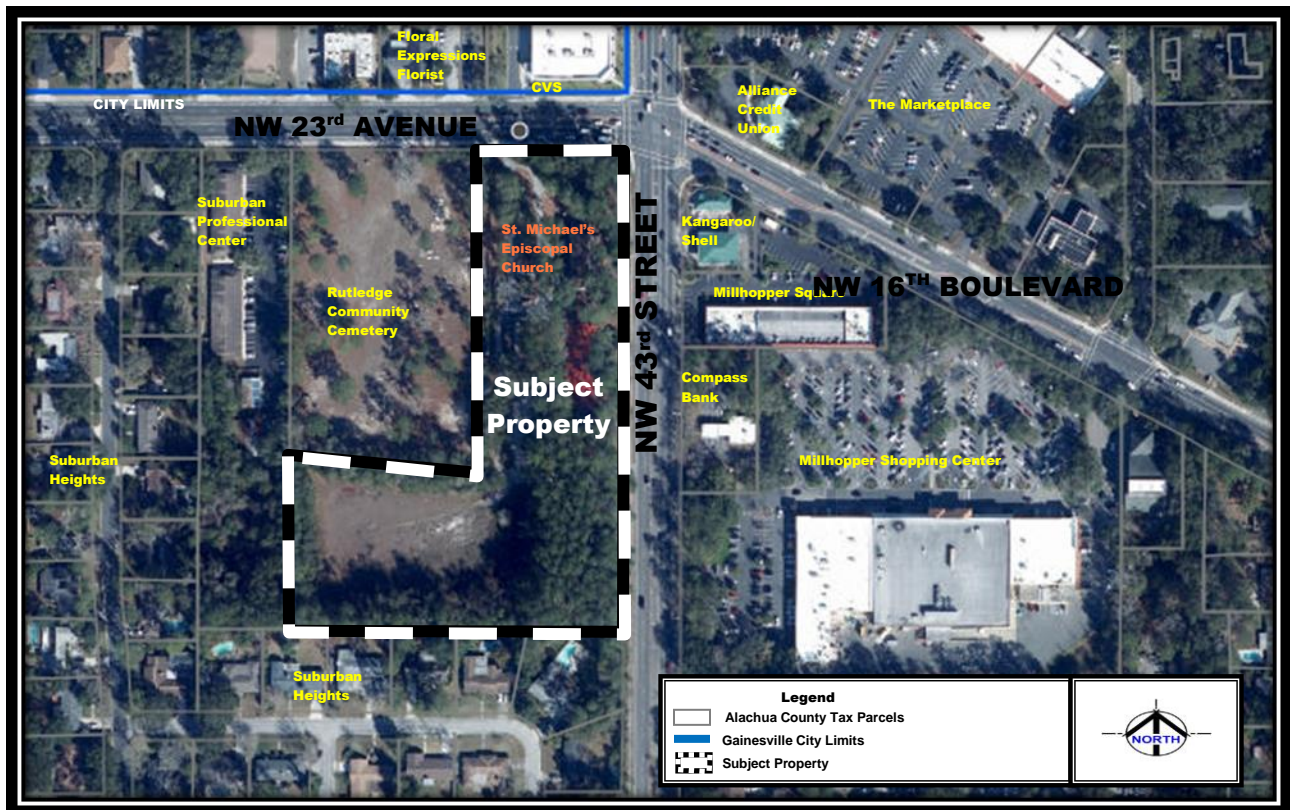 Floral
Expressions
Florist
CVS
CITY LIMITS
NW 23rd AVENUE
Alliance
Credit
Union
The Marketplace
Suburban
Professional
Center
St. Michael's
Episcopal
Church
Kangaroo/
Shell
Rutledge
Community
Cemetery
NW 43rd STREET
Millhopper Square
NW 16TH BOULEVARD
Subject
Property
Compass
Bank
Suburban
Heights
Millhopper Shopping Center
Suburban
Heights
Legend
Alachua County Tax Parcels
Gainesville City Limits
Subject Property
NORTH